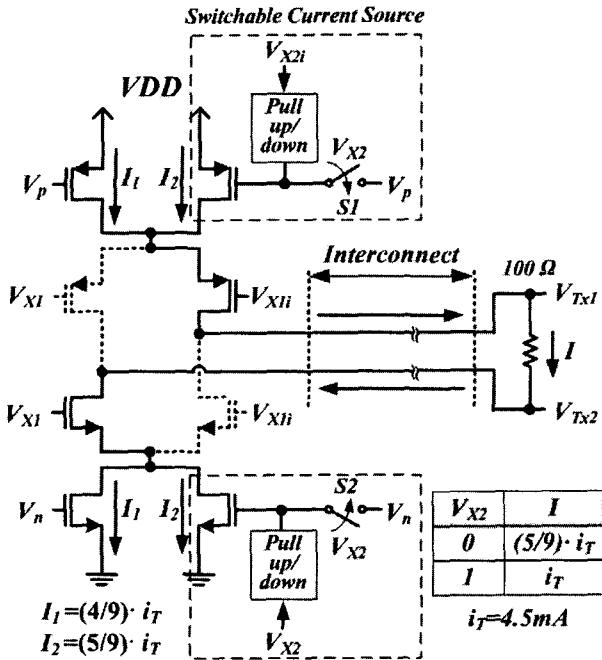 Switchable Current Source
V_X2i
VDD
Pull up/ down
V_X2
V_p
I_1
I_2
S1
V_p
Interconnect
100 Ω
V_X1
V_X1i
V_Tx1
I
V_Tx2
V_X1
V_X1i
V_n
I_1
I_2
S2
V_n
V_X2
Pull up/ down
V_X2
V_X2 I
0 (5/9)· i_T
1 i_T
i_T=4.5mA
I_1=(4/9)· i_T
I_2=(5/9)· i_T